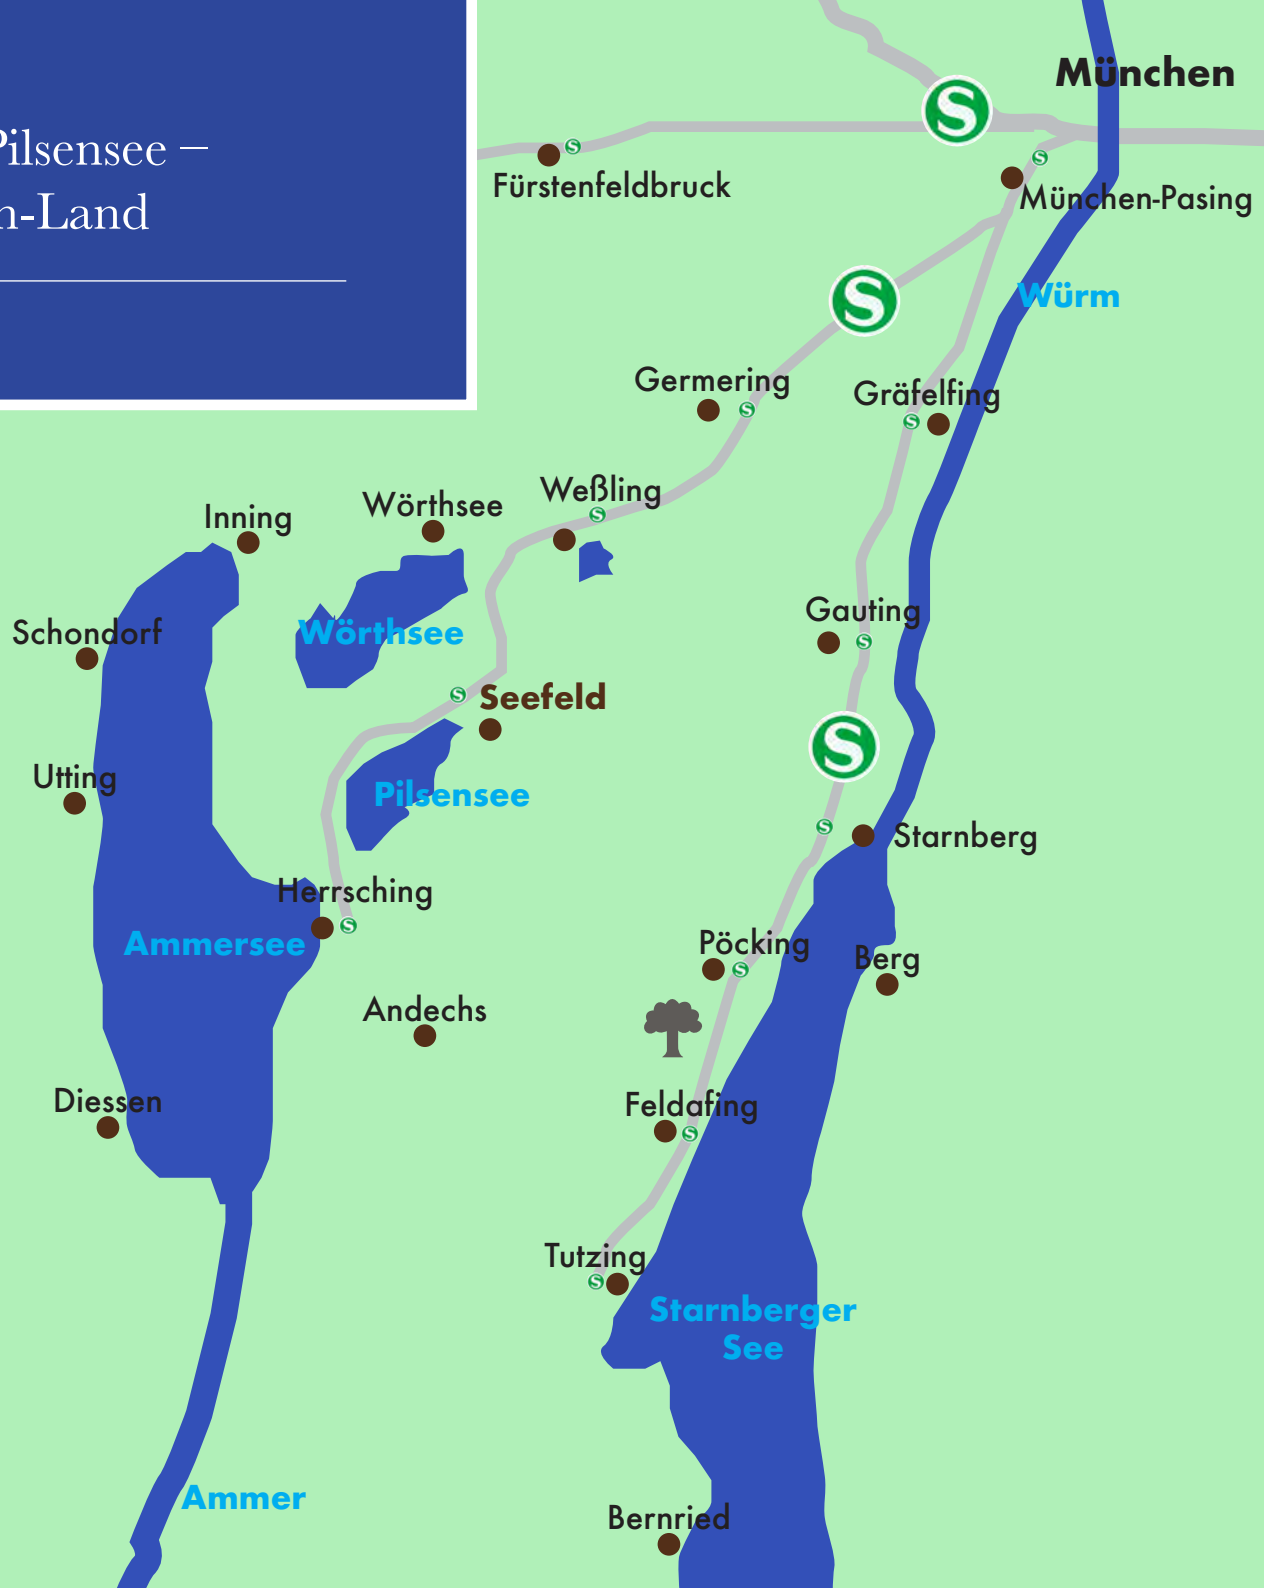 Pilsensee –
n-Land
München
S
S
Fürstenfeldbruck
S
München-Pasing
Würm
S
Germering
S
Gräfelfing
S
Weßling
S
Wörthsee
Inning
Gauting
S
Schondorf
Wörthsee
S
Seefeld
S
Utting
Pilsensee
S
Starnberg
Herrsching
S
Ammersee
Pöcking
S
Berg
Andechs
Diessen
Feldafing
S
Tutzing
S
Starnberger
See
Ammer
Bernried